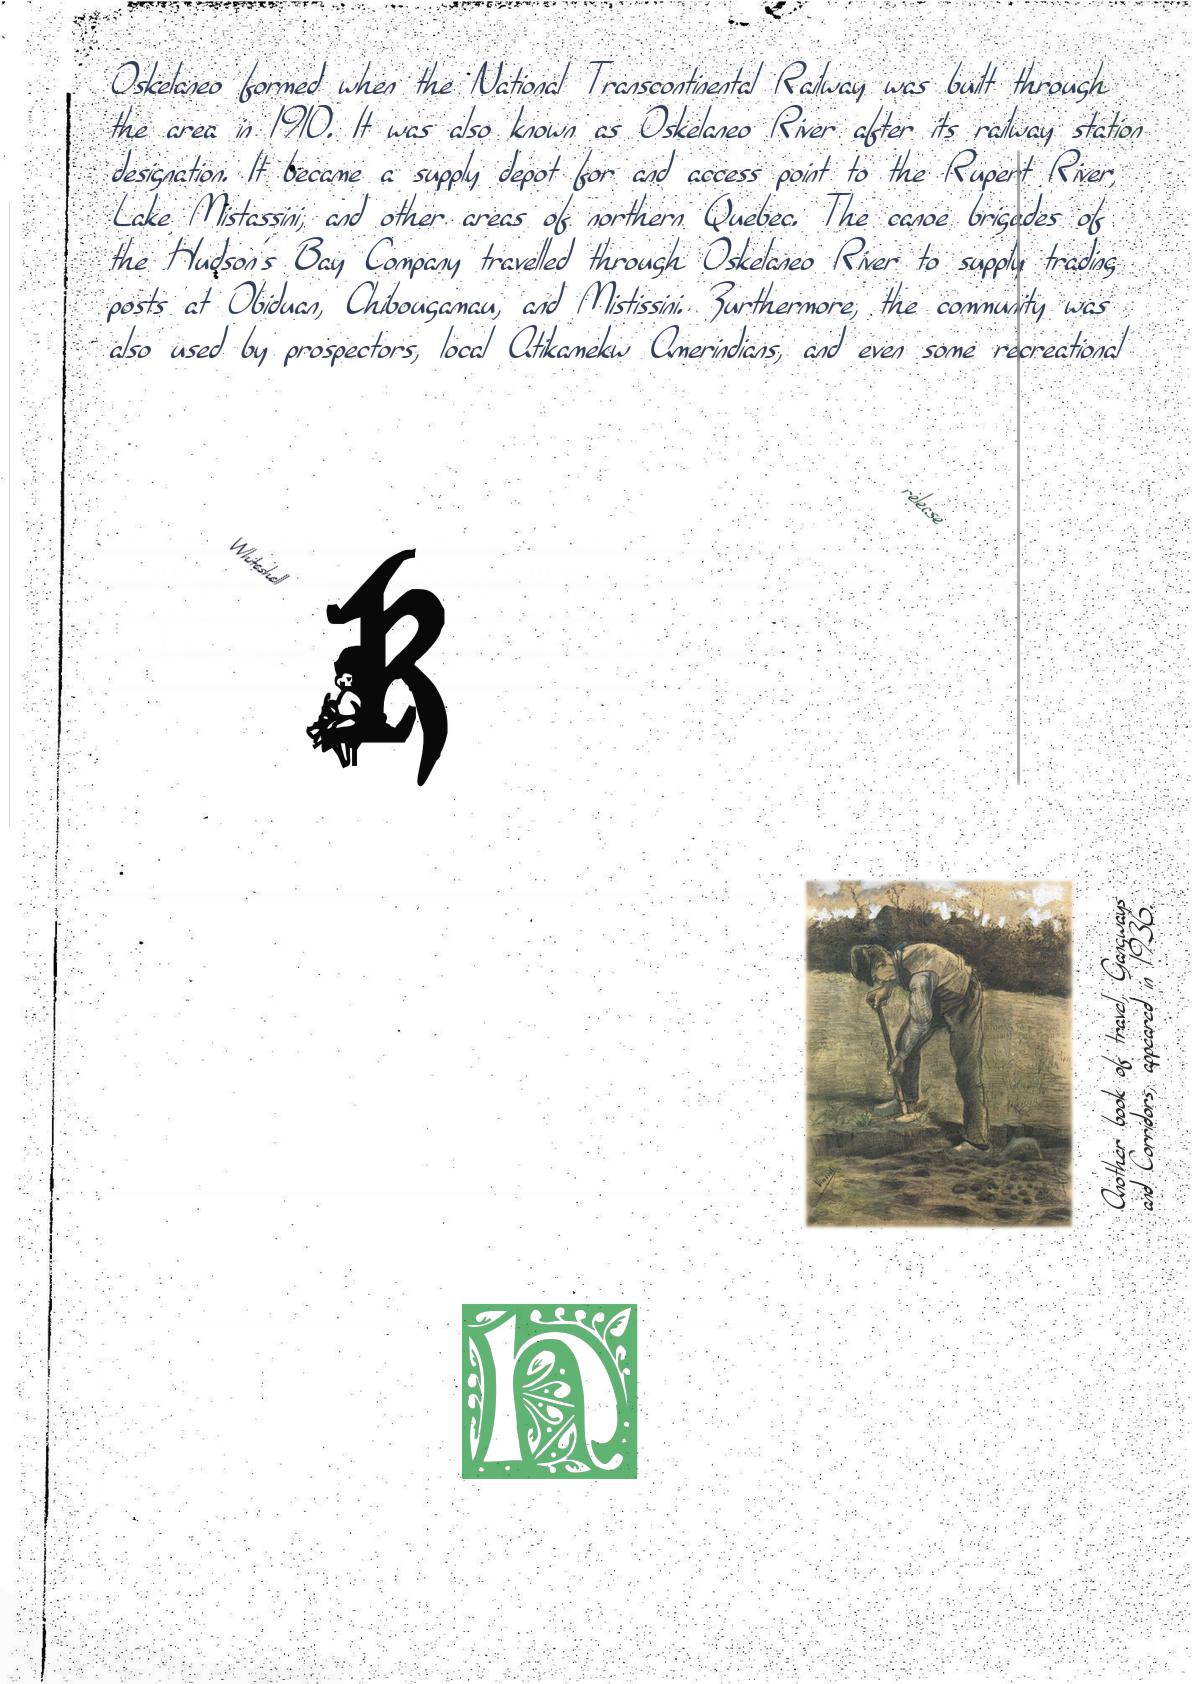 Oskelaneo formed when the National Transcontinental Railway was built through
the area in 1910. It was also known as Oskelaneo River after its railway station
designation. It became a supply depot for and access point to the Rupert River,
Lake Mistassini, and other areas of northern Quebec. The canoe brigades of
the Hudson's Bay Company travelled through Oskelaneo River to supply trading
posts at Obiduan, Chibougamau, and Mistissini. Furthermore, the community was
also used by prospectors, local Atikamekw Amerindians, and even some recreational
release
Whiteshell
R
Another book of travel, Gangways
and Corridors, appeared in 1936.
n